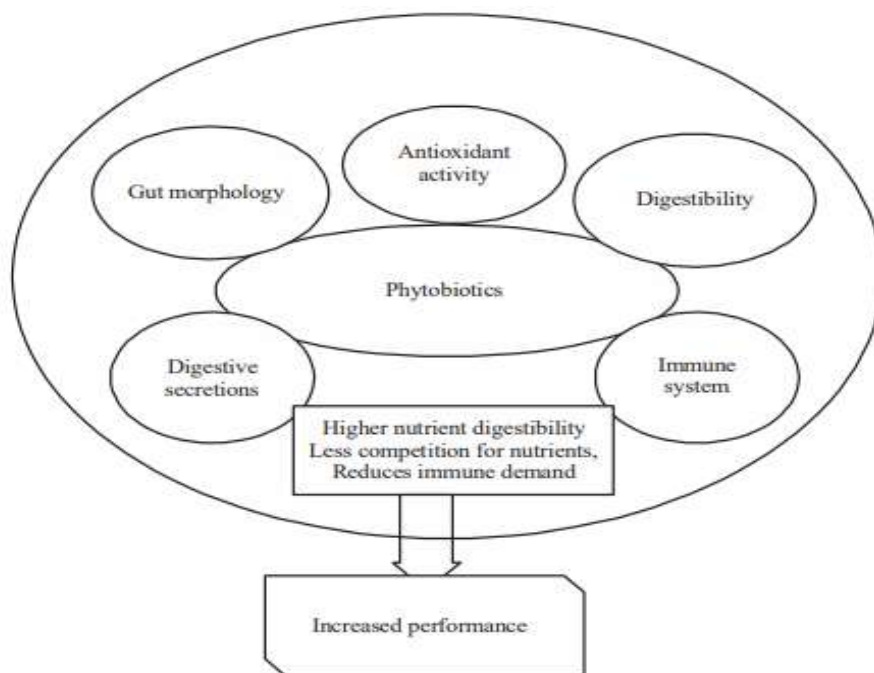 Antioxidant
activity
Gut morphology
Digestibility
Phytobiotics
Digestive
secretions
Immune
system
Higher nutrient digestibility
Less competition for nutrients,
Reduces immune demand
Increased performance